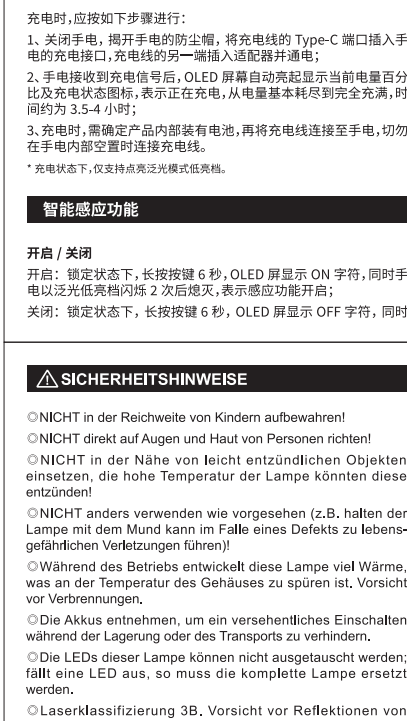 充电时,应按如下步骤进行:
1、关闭手电,揭开手电的防尘帽,将充电线的 Type-C 端口插入手
电的充电接口,充电线的另一端插入适配器并通电;
2、手电接收到充电信号后,OLED 屏幕自动亮起显示当前电量百分
比及充电状态图标,表示正在充电,从电量基本耗尽到完全充满,时
间约为 3.5-4 小时;
3、充电时,需确定产品内部装有电池,再将充电线连接至手电,切勿
在手电内部空置时连接充电线。
* 充电状态下,仅支持点亮泛光模式低亮档。
智能感应功能
开启 / 关闭
开启:锁定状态下,长按按键 6 秒,OLED 屏显示 ON 字符,同时手
电以泛光低亮档闪烁 2 次后熄灭,表示感应功能开启;
关闭:锁定状态下,长按按键 6 秒,OLED 屏显示 OFF 字符,同时
⚠ SICHERHEITSHINWEISE
◎NICHT in der Reichweite von Kindern aufbewahren!
◎NICHT direkt auf Augen und Haut von Personen richten!
◎NICHT in der Nähe von leicht entzündlichen Objekten
einsetzen, die hohe Temperatur der Lampe könnten diese
entzünden!
◎NICHT anders verwenden wie vorgesehen (z.B. halten der
Lampe mit dem Mund kann im Falle eines Defekts zu lebens-
gefährlichen Verletzungen führen)!
◎Während des Betriebs entwickelt diese Lampe viel Wärme,
was an der Temperatur des Gehäuses zu spüren ist. Vorsicht
vor Verbrennungen.
◎Die Akkus entnehmen, um ein versehentliches Einschalten
während der Lagerung oder des Transports zu verhindern.
◎Die LEDs dieser Lampe können nicht ausgetauscht werden;
fällt eine LED aus, so muss die komplette Lampe ersetzt
werden.
◎Laserklassifizierung 3B. Vorsicht vor Reflektionen von